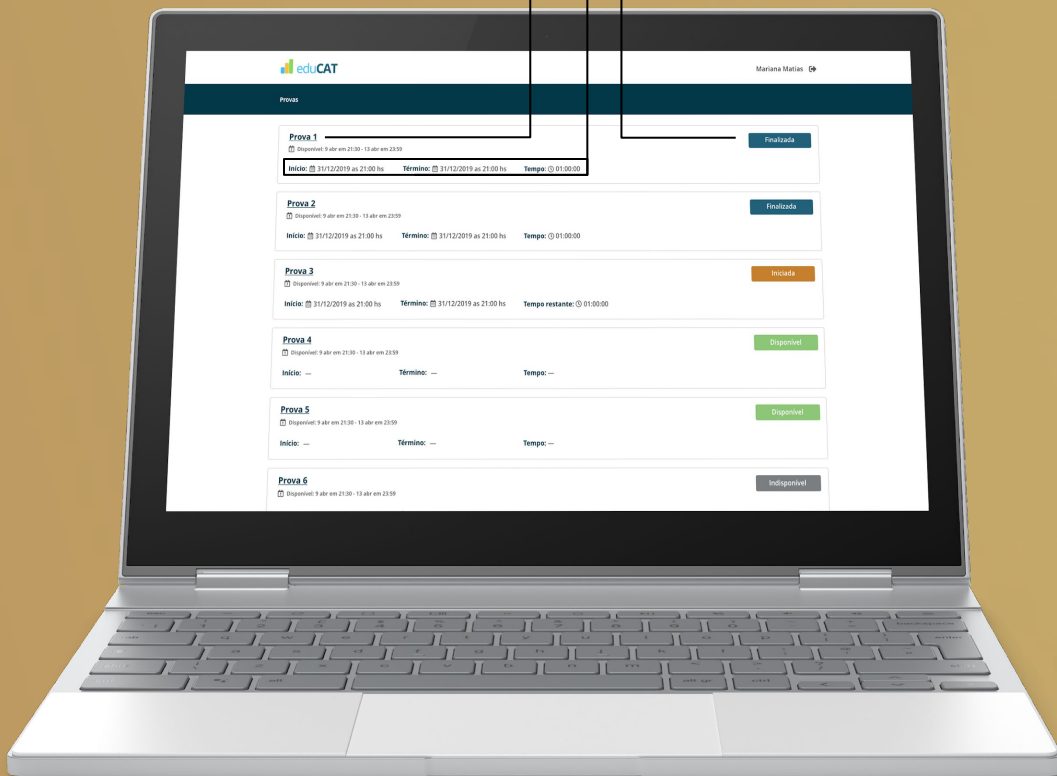 eduCAT
Mariana Matias
Provas
Prova 1
Finalizada
Disponível: 9 abr em 21:30 - 13 abr em 23:59
Início: 31/12/2019 as 21:00 hs Término: 31/12/2019 as 21:00 hs Tempo: 01:00:00
Prova 2
Finalizada
Disponível: 9 abr em 21:30 - 13 abr em 23:59
Início: 31/12/2019 as 21:00 hs Término: 31/12/2019 as 21:00 hs Tempo: 01:00:00
Prova 3
Iniciada
Disponível: 9 abr em 21:30 - 13 abr em 23:59
Início: 31/12/2019 as 21:00 hs Término: 31/12/2019 as 21:00 hs Tempo restante: 01:00:00
Prova 4
Disponível
Disponível: 9 abr em 21:30 - 13 abr em 23:59
Início: — Término: — Tempo: —
Prova 5
Disponível
Disponível: 9 abr em 21:30 - 13 abr em 23:59
Início: — Término: — Tempo: —
Prova 6
Indisponível
Disponível: 9 abr em 21:30 - 13 abr em 23:59